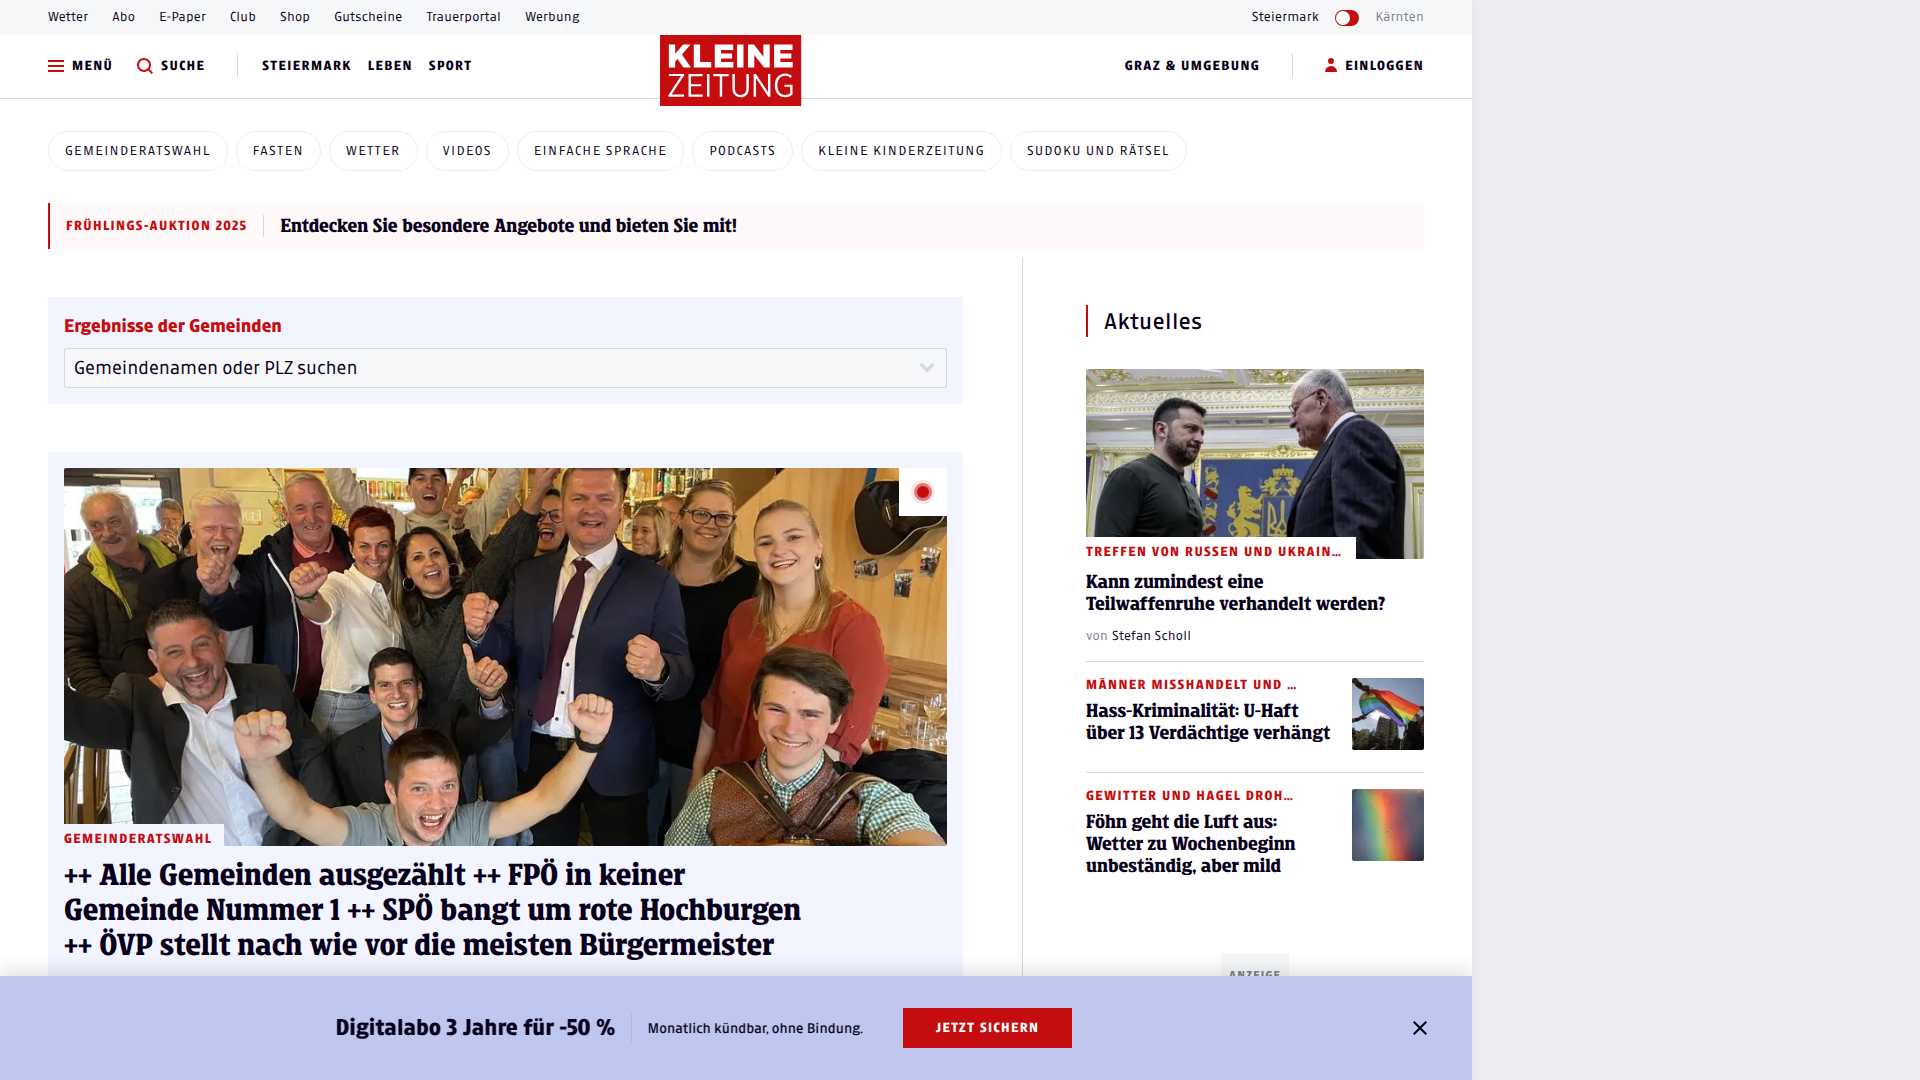 Wetter Abo E-Paper Club Shop Gutscheine Trauerportal Werbung Steiermark Kärnten
MENÜ SUCHE STEIERMARK LEBEN SPORT KLEINE ZEITUNG GRAZ & UMGEBUNG EINLOGGEN
GEMEINDERATSWAHL FASTEN WETTER VIDEOS EINFACHE SPRACHE PODCASTS KLEINE KINDERZEITUNG SUDOKU UND RÄTSEL
FRÜHLINGS-AUKTION 2025 Entdecken Sie besondere Angebote und bieten Sie mit!
Ergebnisse der Gemeinden
Gemeindenamen oder PLZ suchen
GEMEINDERATSWAHL
++ Alle Gemeinden ausgezählt ++ FPÖ in keiner
Gemeinde Nummer 1 ++ SPÖ bangt um rote Hochburgen
++ ÖVP stellt nach wie vor die meisten Bürgermeister
Aktuelles
TREFFEN VON RUSSEN UND UKRAIN...
Kann zumindest eine
Teilwaffenruhe verhandelt werden?
von Stefan Scholl
MÄNNER MISSHANDELT UND ...
Hass-Kriminalität: U-Haft
über 13 Verdächtige verhängt
GEWITTER UND HAGEL DROH...
Föhn geht die Luft aus:
Wetter zu Wochenbeginn
unbeständig, aber mild
ANZEIGE
Digitalabo 3 Jahre für -50 % Monatlich kündbar, ohne Bindung. JETZT SICHERN